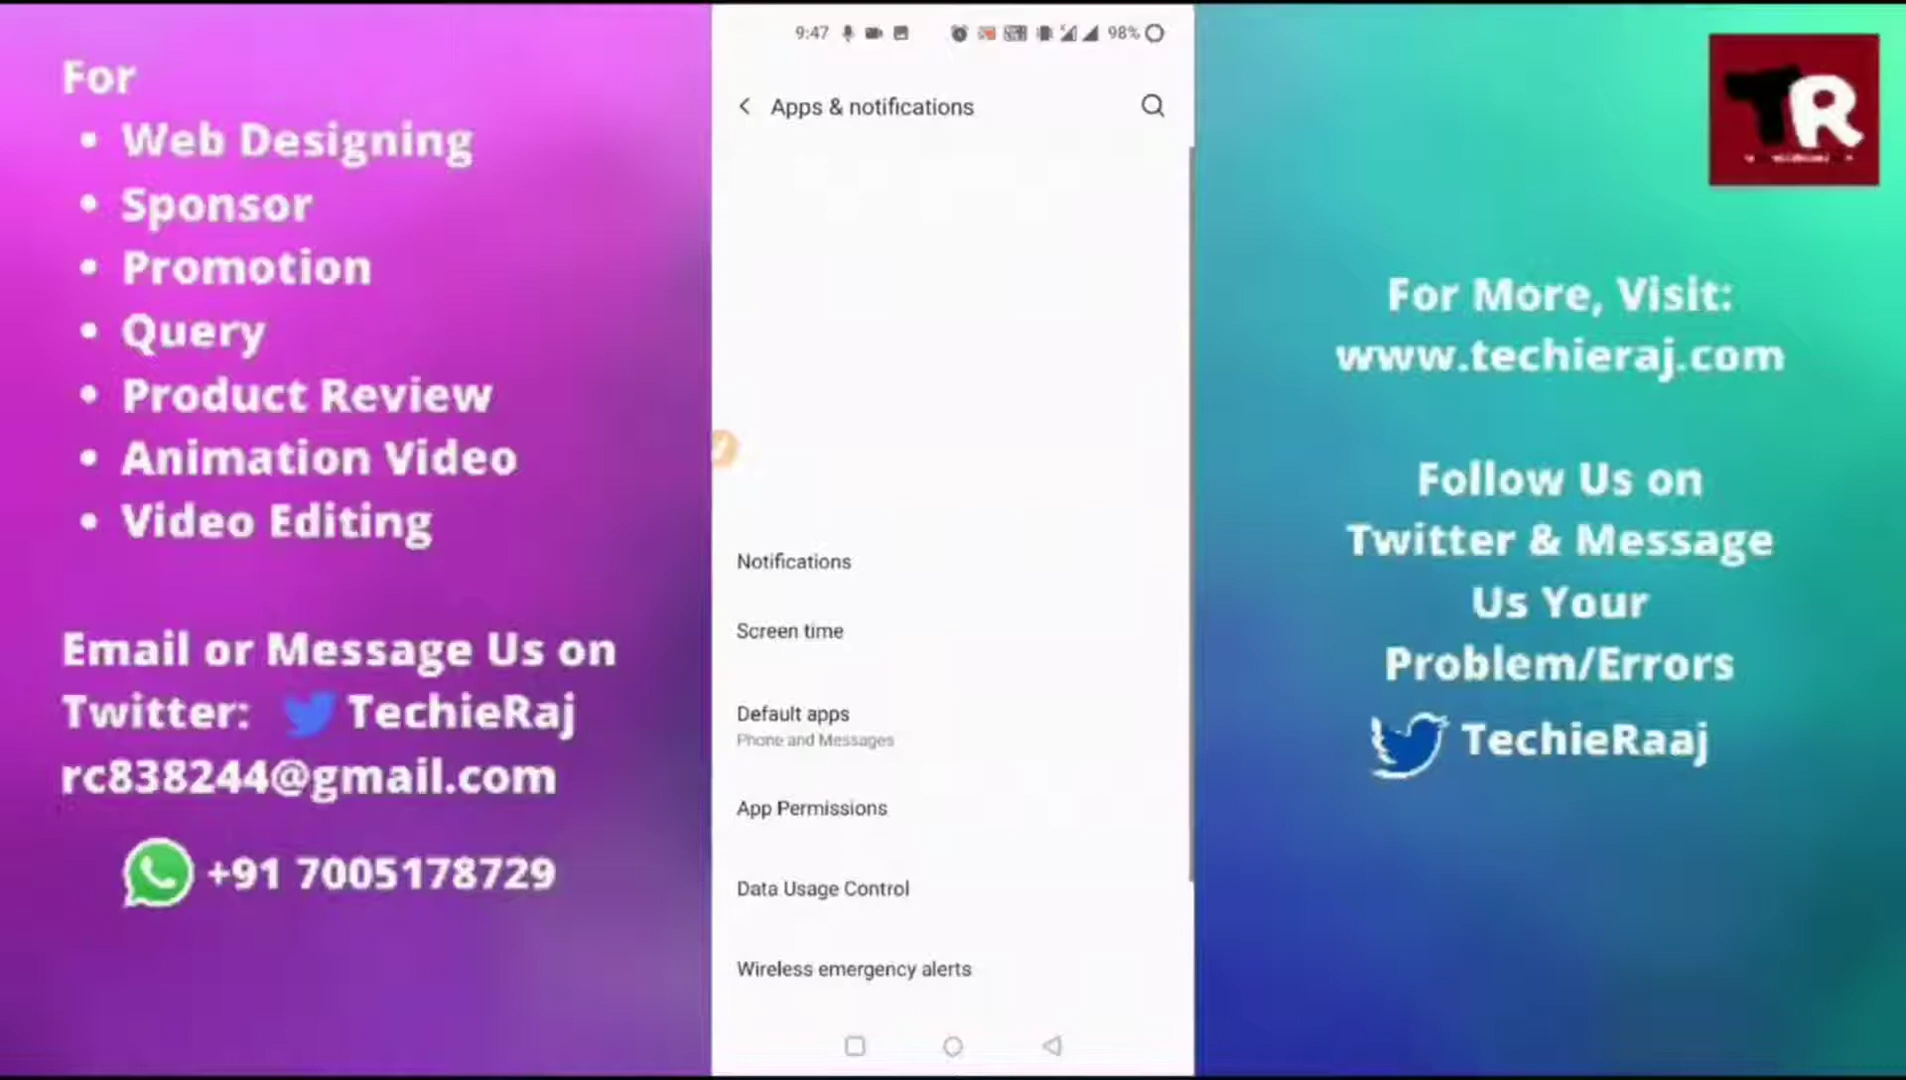 For
• Web Designing
• Sponsor
• Promotion
• Query
• Product Review
• Animation Video
• Video Editing
Email or Message Us on
Twitter: TechieRaj
rc838244@gmail.com
+91 7005178729
9:47 98%
Apps & notifications
Notifications
Screen time
Default apps
Phone and Messages
App Permissions
Data Usage Control
Wireless emergency alerts
TR
For More, Visit:
www.techieraj.com
Follow Us on
Twitter & Message
Us Your
Problem/Errors
TechieRaaj